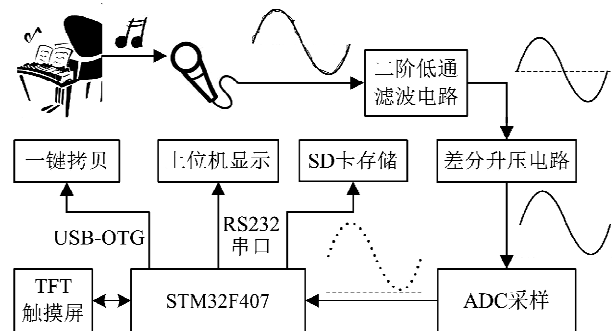 二阶低通
滤波电路
一键拷贝
上位机显示
SD卡存储
差分升压电路
USB-OTG
RS232
串口
TFT
触摸屏
STM32F407
ADC采样